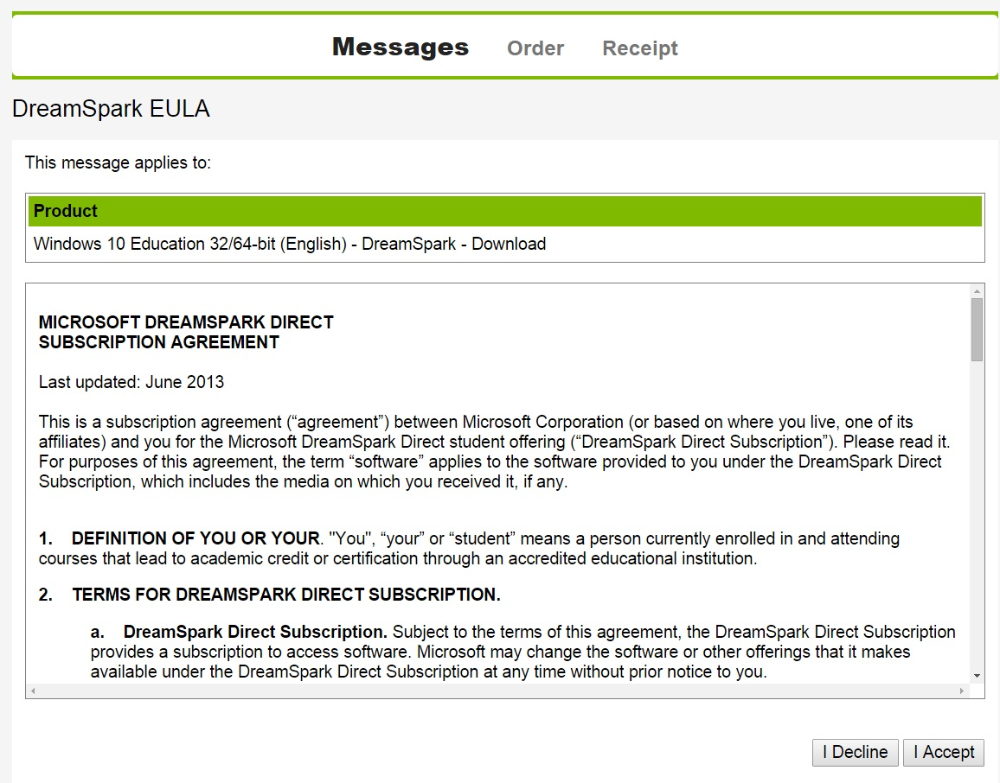 Messages Order Receipt
DreamSpark EULA
This message applies to:
Product
Windows 10 Education 32/64-bit (English) - DreamSpark - Download
MICROSOFT DREAMSPARK DIRECT
SUBSCRIPTION AGREEMENT
Last updated: June 2013
This is a subscription agreement (“agreement”) between Microsoft Corporation (or based on where you live, one of its
affiliates) and you for the Microsoft DreamSpark Direct student offering (“DreamSpark Direct Subscription”). Please read it.
For purposes of this agreement, the term “software” applies to the software provided to you under the DreamSpark Direct
Subscription, which includes the media on which you received it, if any.
1. DEFINITION OF YOU OR YOUR. "You", “your” or “student” means a person currently enrolled in and attending
courses that lead to academic credit or certification through an accredited educational institution.
2. TERMS FOR DREAMSPARK DIRECT SUBSCRIPTION.
a. DreamSpark Direct Subscription. Subject to the terms of this agreement, the DreamSpark Direct Subscription
provides a subscription to access software. Microsoft may change the software or other offerings that it makes
available under the DreamSpark Direct Subscription at any time without prior notice to you.
I Decline I Accept